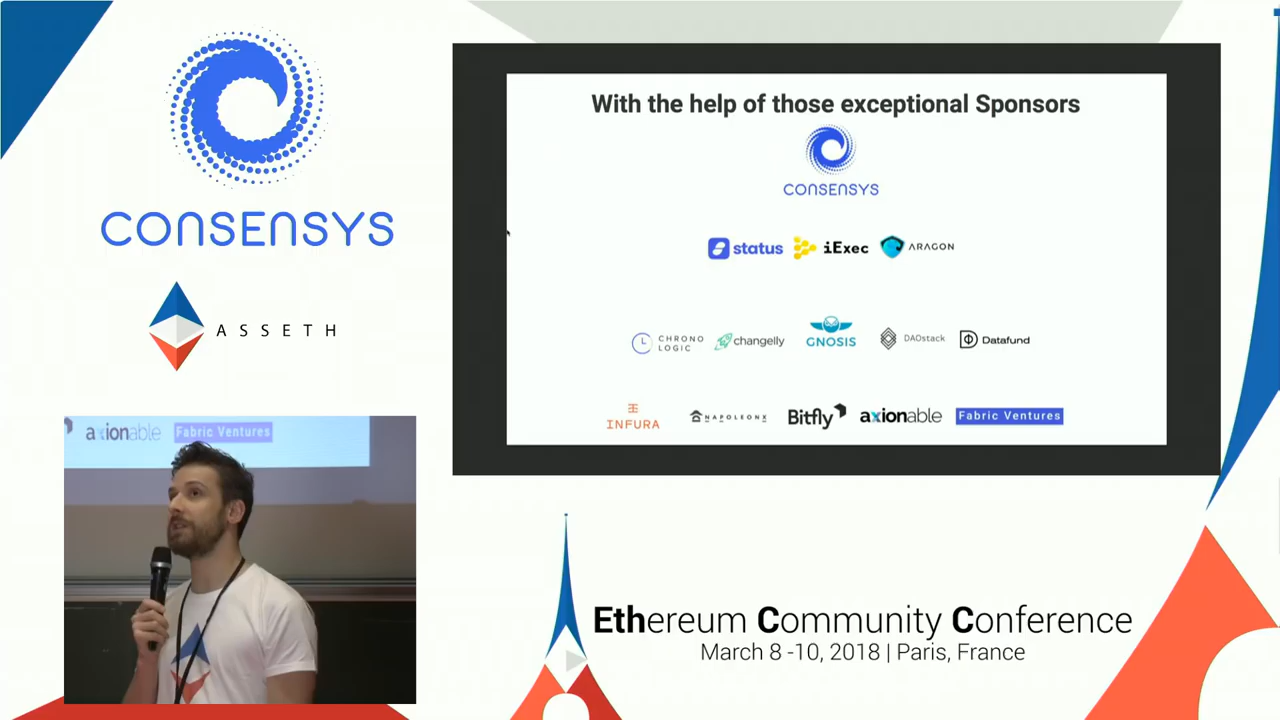 CONSENSYS
ASSETH
With the help of those exceptional Sponsors
CONSENSYS
status iExec ARAGON
CHRONO LOGIC changelly GNOSIS DAOstack Datafund
INFURA NAPOLEONX Bitfly axionable Fabric Ventures
axionable Fabric Ventures
Ethereum Community Conference
March 8 -10, 2018 | Paris, France